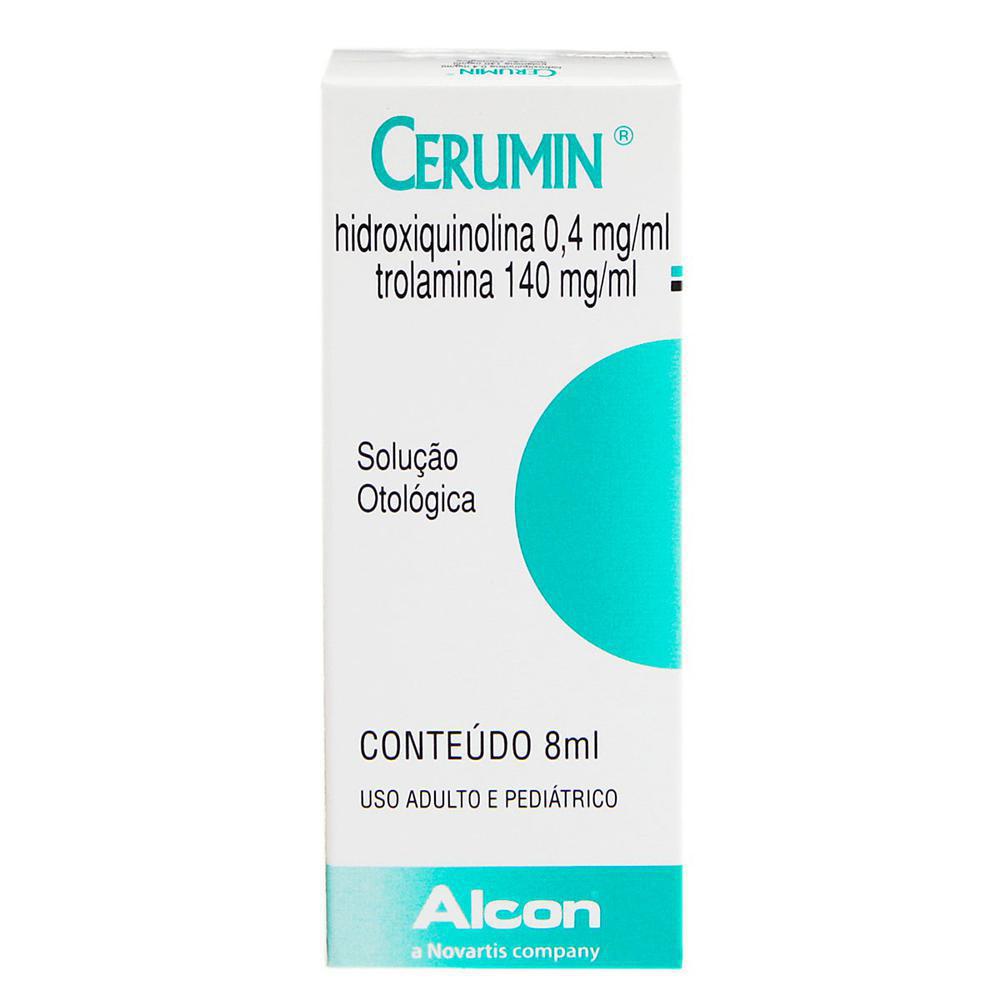 CERUMIN®
CERUMIN ®
hidroxiquinolina 0,4 mg/ml
trolamina 140 mg/ml
Solução
Otológica
CONTEÚDO 8ml
USO ADULTO E PEDIÁTRICO
Alcon
a Novartis company